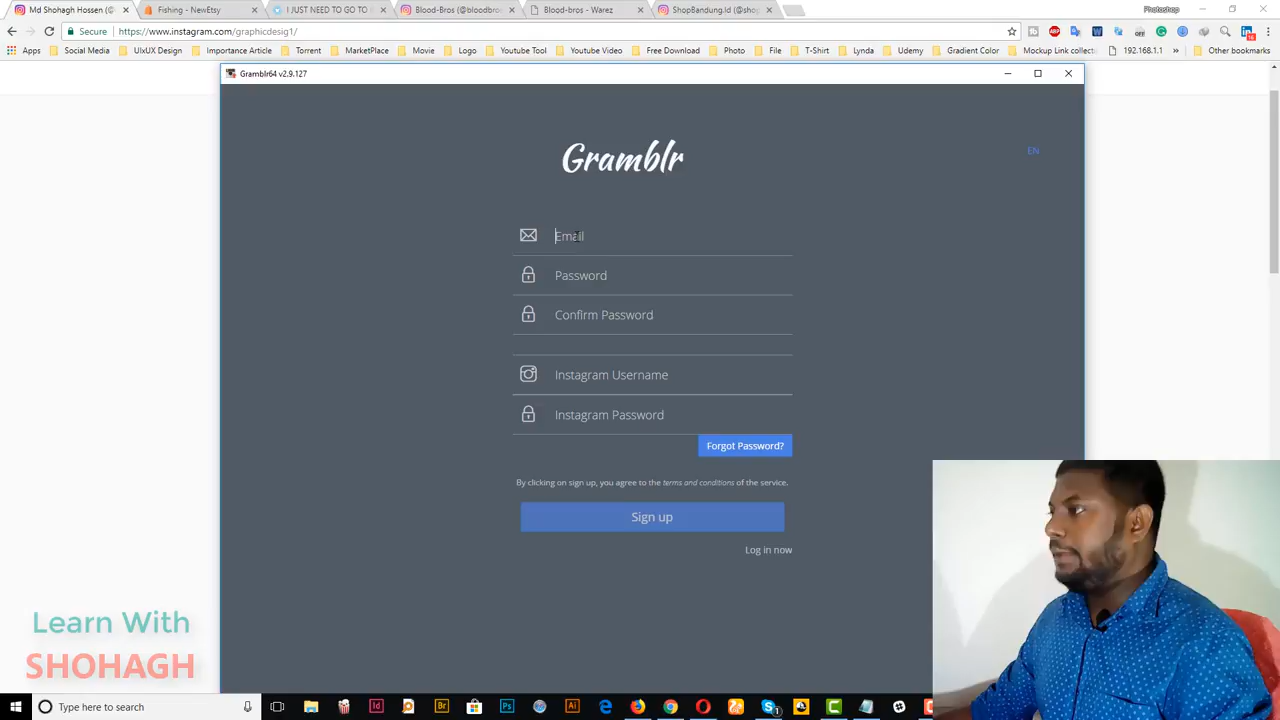 Md Shohagh Hossen (@
Fishing - NewEtsy
I JUST NEED TO GO TO
Blood-Bros (@bloodbro
Blood-bros - Warez
ShopBandung.Id (@shop
Photoshop
Secure
https://www.instagram.com/graphicdesig1/
Apps
Social Media
UIxUX Design
Importance Article
Torrent
MarketPlace
Movie
Logo
Youtube Tool
Youtube Video
Free Download
Photo
File
T-Shirt
Lynda
Udemy
Gradient Color
Mockup Link collecti
192.168.1.1
»
Other bookmarks
Gramblr64 v2.9.127
Gramblr
EN
Email
Password
Confirm Password
Instagram Username
Instagram Password
Forgot Password?
By clicking on sign up, you agree to the terms and conditions of the service.
Sign up
Log in now
Learn With
SHOHAGH
Type here to search